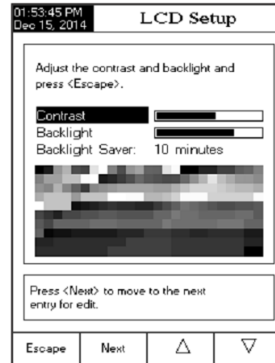 01:53:45 PM
Dec 15, 2014
LCD Setup
Adjust the contrast and backlight and
press <Escape>.
Contrast
Backlight
Backlight Saver: 10 minutes
Press <Next> to move to the next
entry for edit.
Escape Next △ ▽